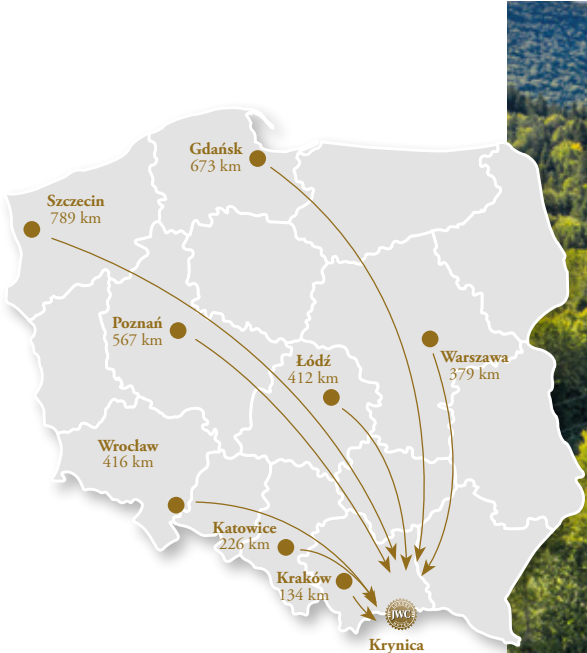 Gdańsk
673 km
Szczecin
789 km
Poznań
567 km
Łódź
412 km
Warszawa
379 km
Wrocław
416 km
Katowice
226 km
Kraków
134 km
JWC
Krynica